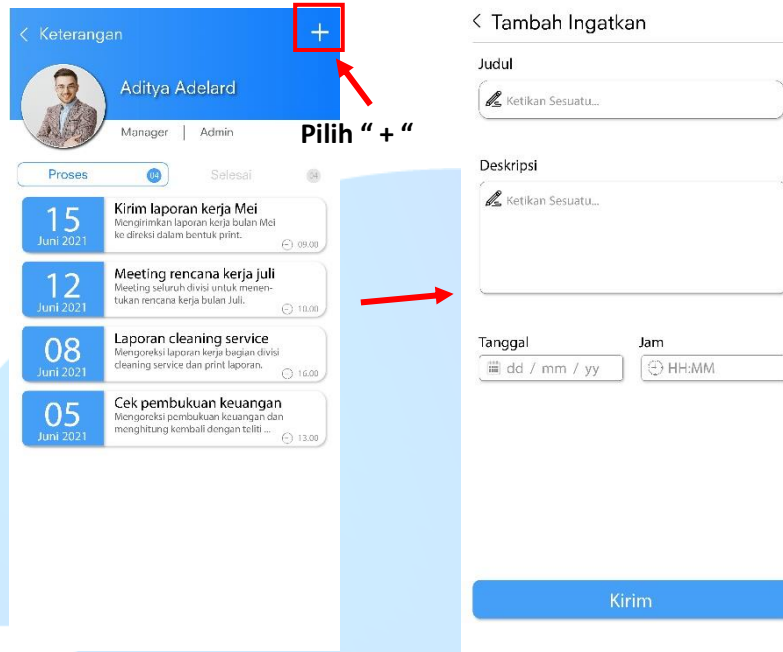 Keterangan
+
Aditya Adelard
Manager | Admin
Pilih “ + “
Proses 04 Selesai 04
15
Juni 2021
Kirim laporan kerja Mei
Mengirimkan laporan kerja bulan Mei
ke direksi dalam bentuk print.
09.00
12
Juni 2021
Meeting rencana kerja juli
Meeting seluruh divisi untuk menen-
tukan rencana kerja bulan Juli.
10.00
08
Juni 2021
Laporan cleaning service
Mengoreksi laporan kerja bagian divisi
cleaning service dan print laporan.
16.00
05
Juni 2021
Cek pembukuan keuangan
Mengoreksi pembukuan keuangan dan
menghitung kembali dengan teliti ...
13.00
Tambah Ingatkan
Judul
Ketikan Sesuatu...
Deskripsi
Ketikan Sesuatu...
Tanggal Jam
dd / mm / yy HH:MM
Kirim